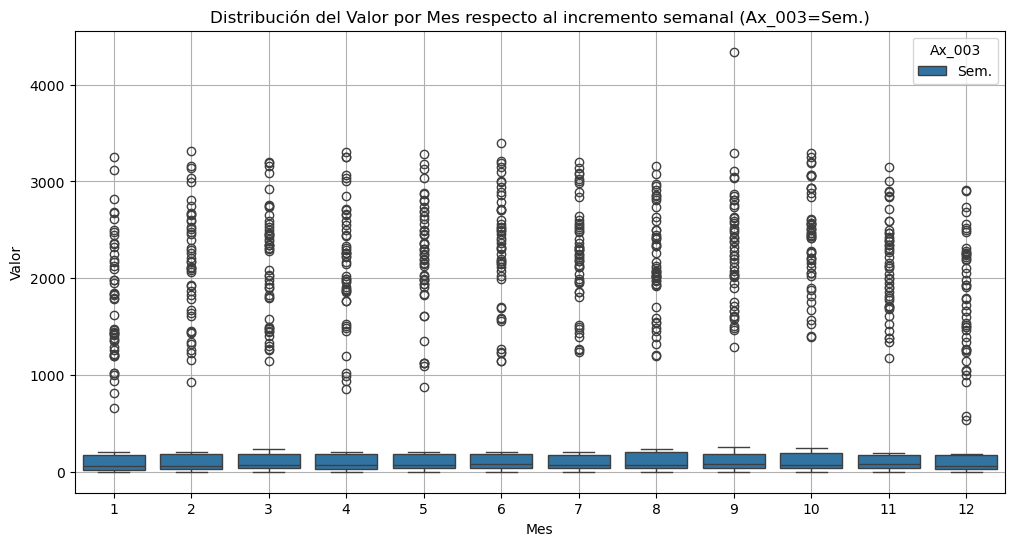 Distribución del Valor por Mes respecto al incremento semanal (Ax_003=Sem.)
Ax_003
Sem.
Valor
4000
3000
2000
1000
0
1 2 3 4 5 6 7 8 9 10 11 12
Mes